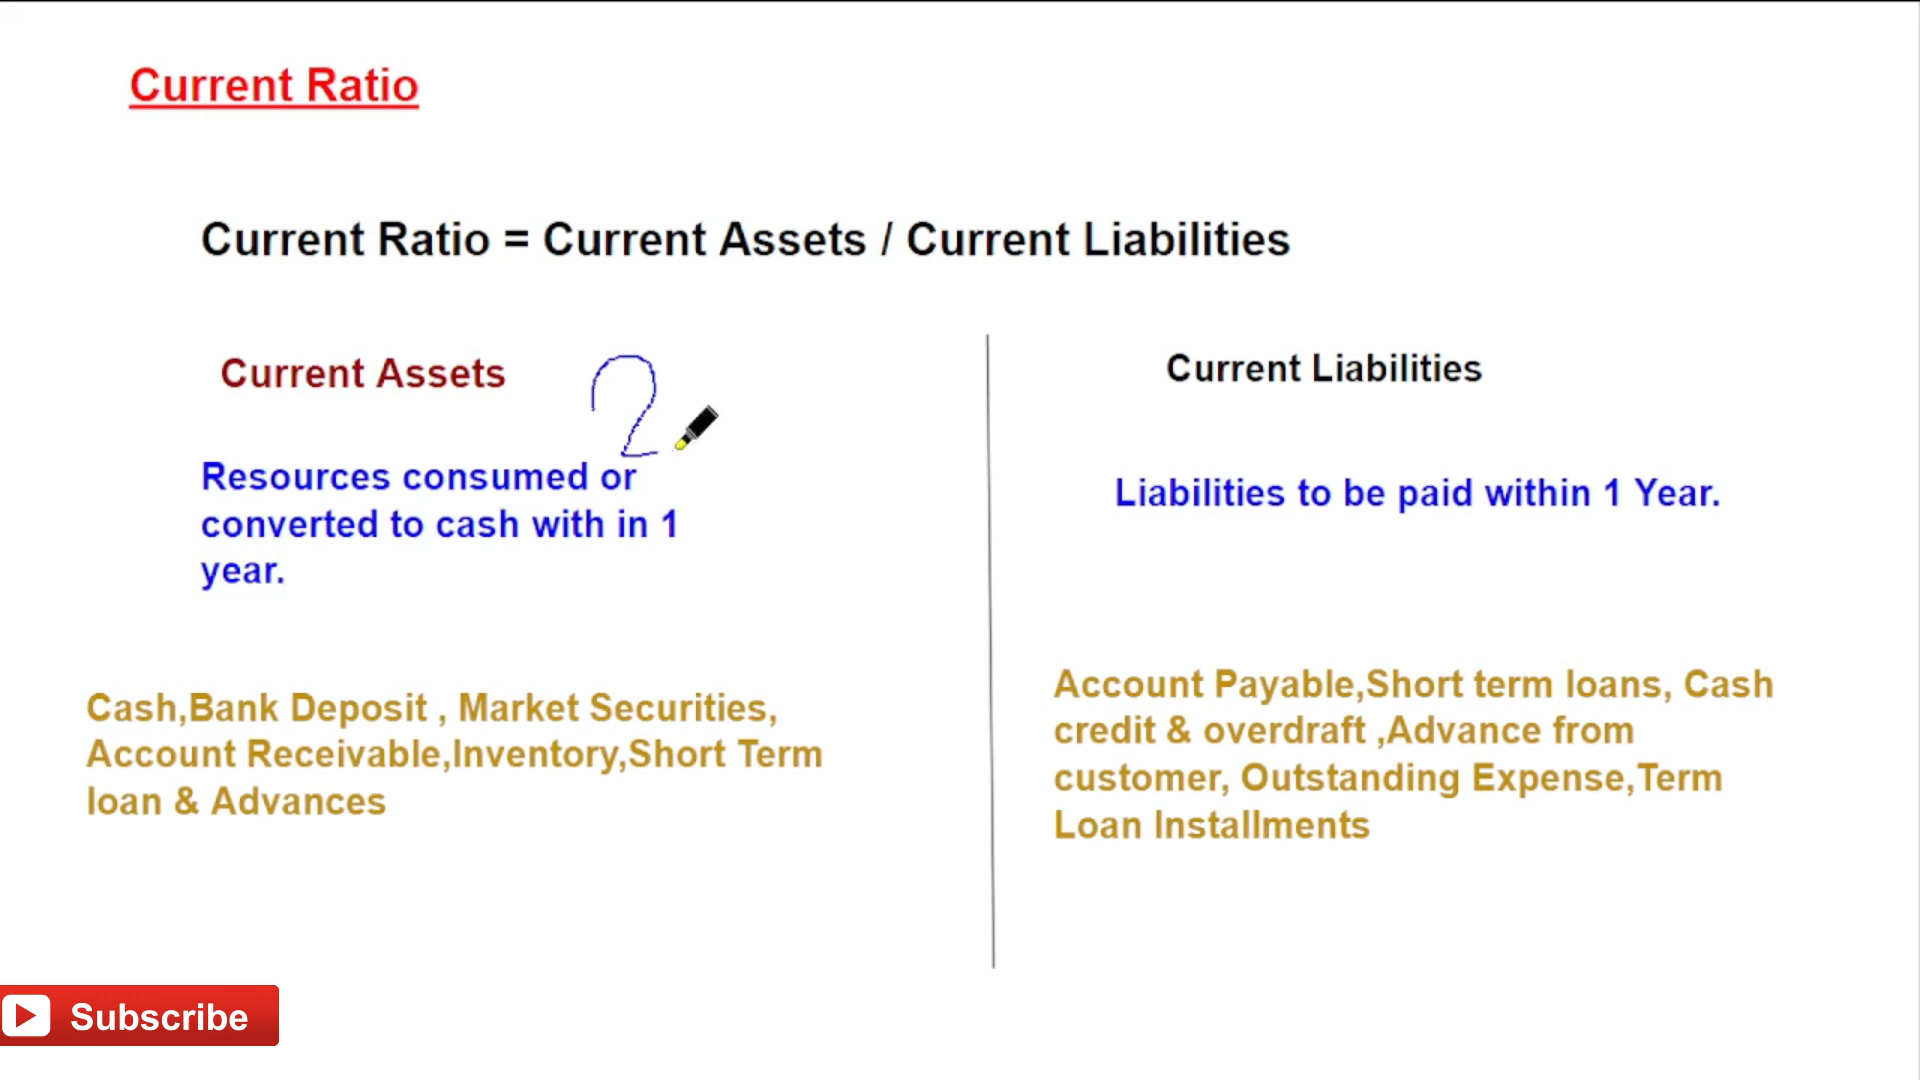 Current Ratio
Current Ratio = Current Assets / Current Liabilities
Current Assets
2
Resources consumed or
converted to cash with in 1
year.
Cash,Bank Deposit , Market Securities,
Account Receivable,Inventory,Short Term
loan & Advances
Current Liabilities
Liabilities to be paid within 1 Year.
Account Payable,Short term loans, Cash
credit & overdraft ,Advance from
customer, Outstanding Expense,Term
Loan Installments
Subscribe